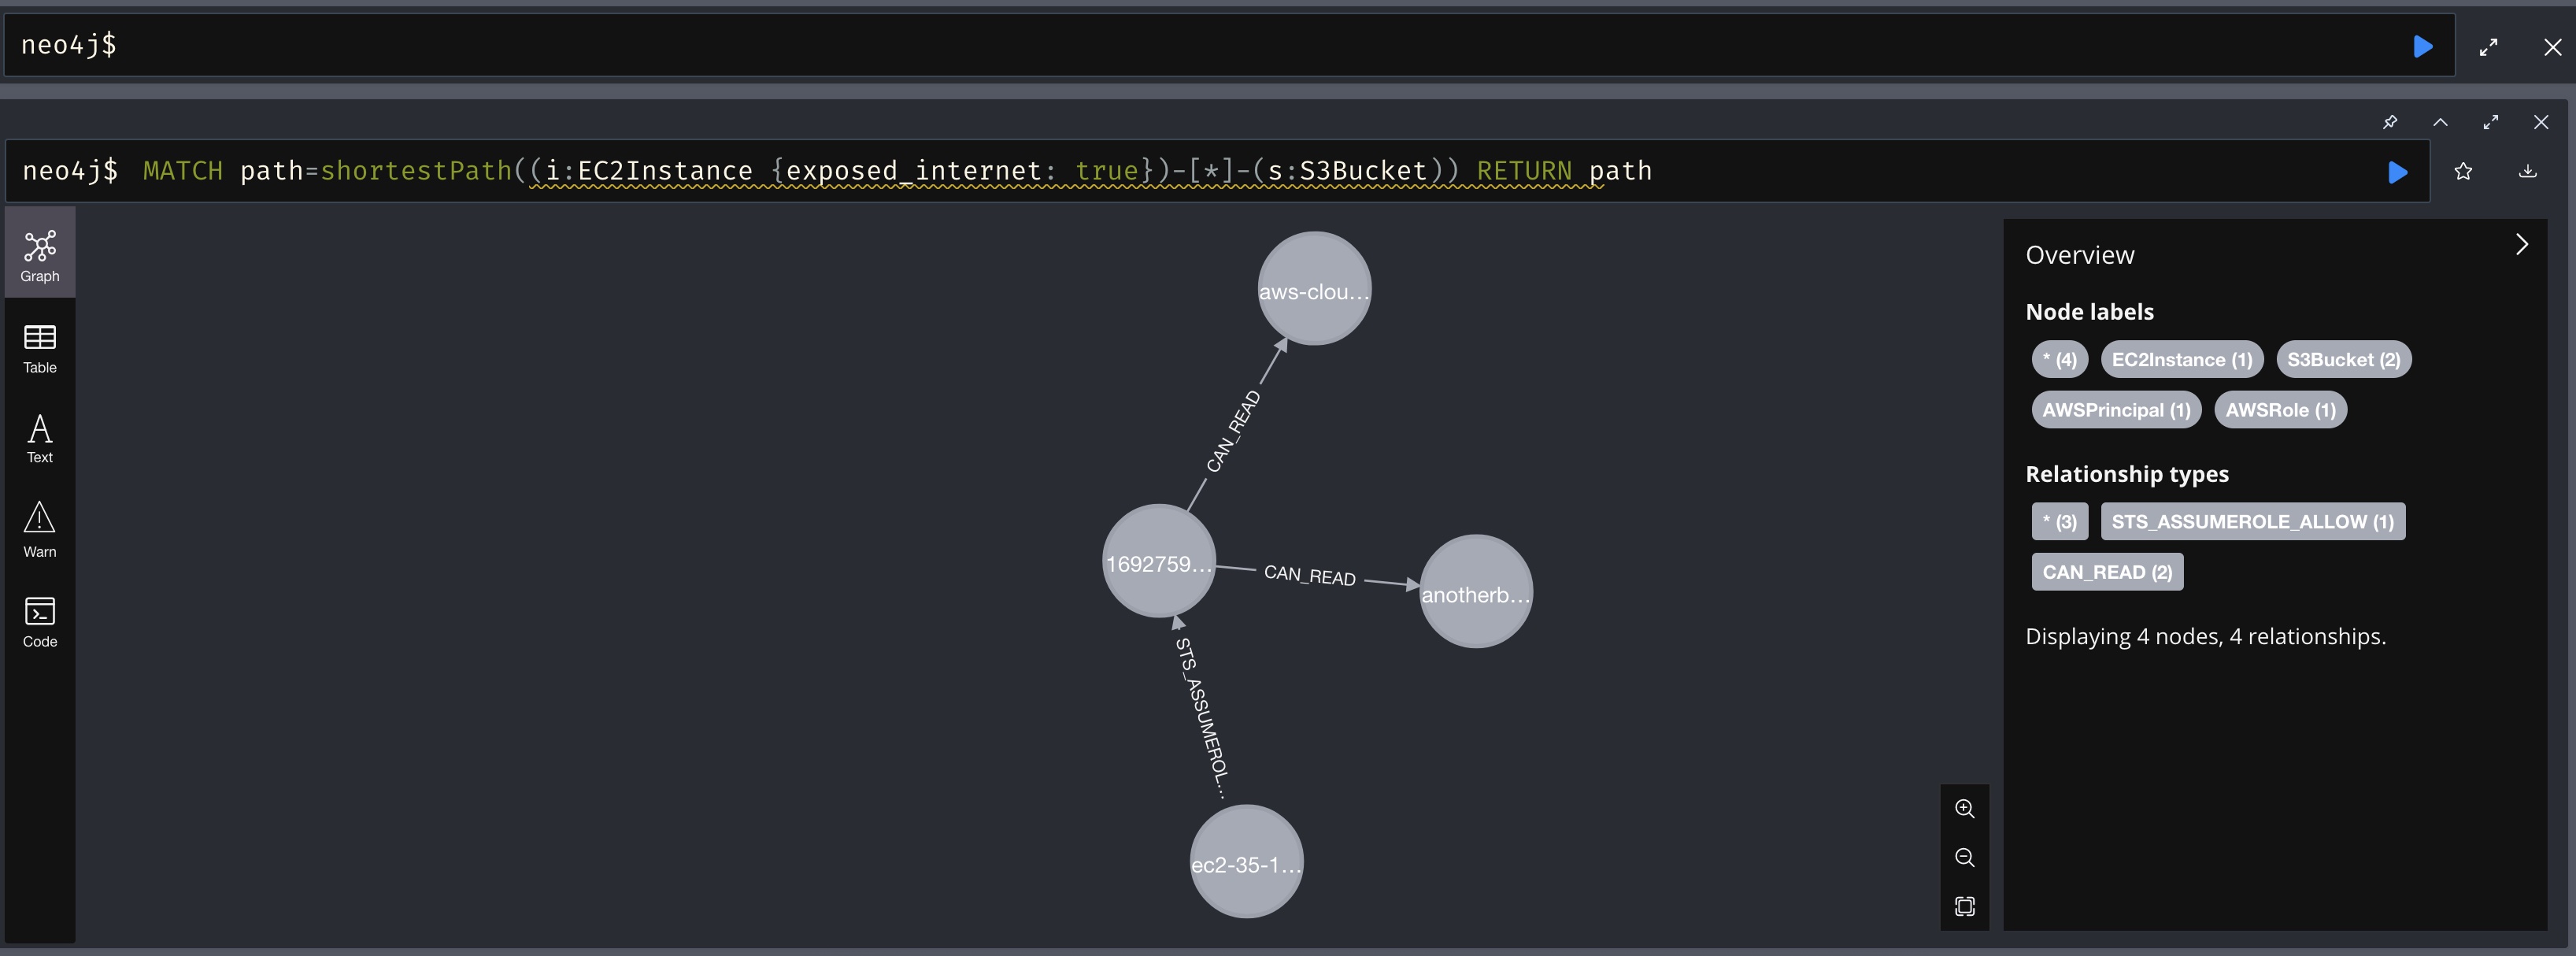 neo4j$
neo4j$ MATCH path=shortestPath((i:EC2Instance {exposed_internet: true})-[*]-(s:S3Bucket)) RETURN path
Graph
Table
Text
Warn
Code
aws-clou...
CAN_READ
1692759...
CAN_READ
anotherb...
STS_ASSUMEROL...
ec2-35-1...
Overview
Node labels
* (4) EC2Instance (1) S3Bucket (2)
AWSPrincipal (1) AWSRole (1)
Relationship types
* (3) STS_ASSUMEROLE_ALLOW (1)
CAN_READ (2)
Displaying 4 nodes, 4 relationships.